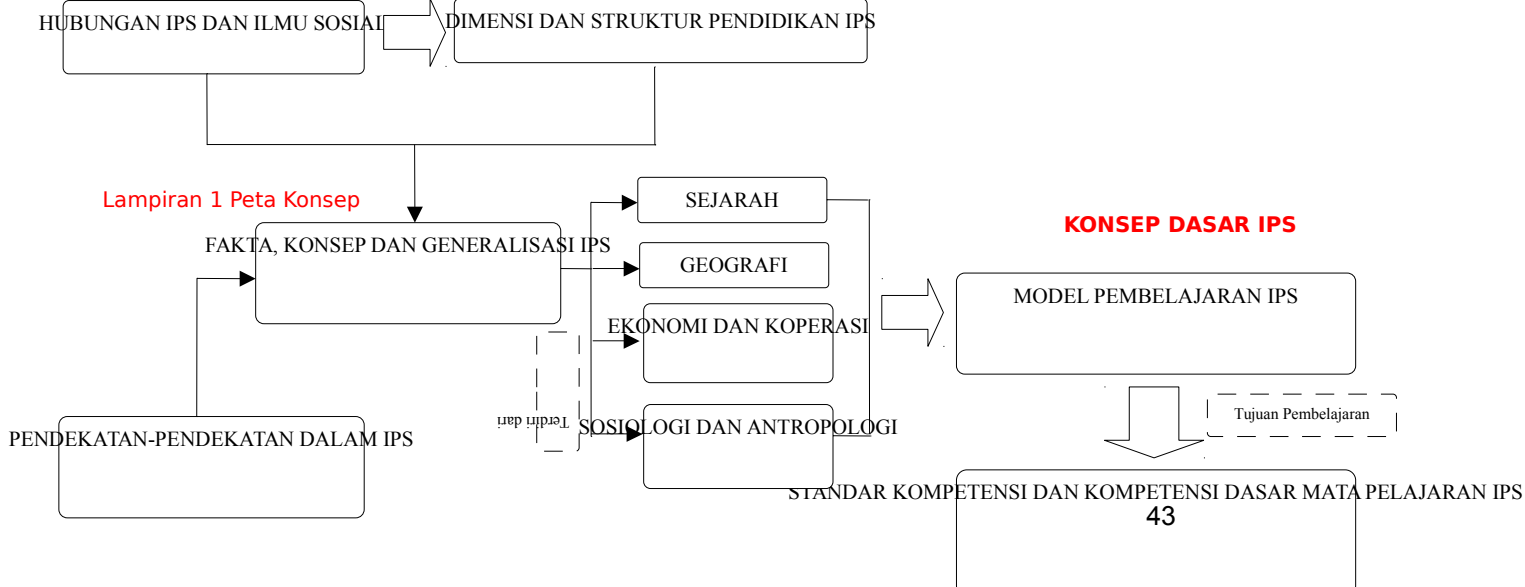 HUBUNGAN IPS DAN ILMU SOSIAL
DIMENSI DAN STRUKTUR PENDIDIKAN IPS
Lampiran 1 Peta Konsep
SEJARAH
KONSEP DASAR IPS
FAKTA, KONSEP DAN GENERALISASI IPS
GEOGRAFI
MODEL PEMBELAJARAN IPS
EKONOMI DAN KOPERASI
Terdiri dari
Tujuan Pembelajaran
SOSIOLOGI DAN ANTROPOLOGI
PENDEKATAN-PENDEKATAN DALAM IPS
STANDAR KOMPETENSI DAN KOMPETENSI DASAR MATA PELAJARAN IPS
43